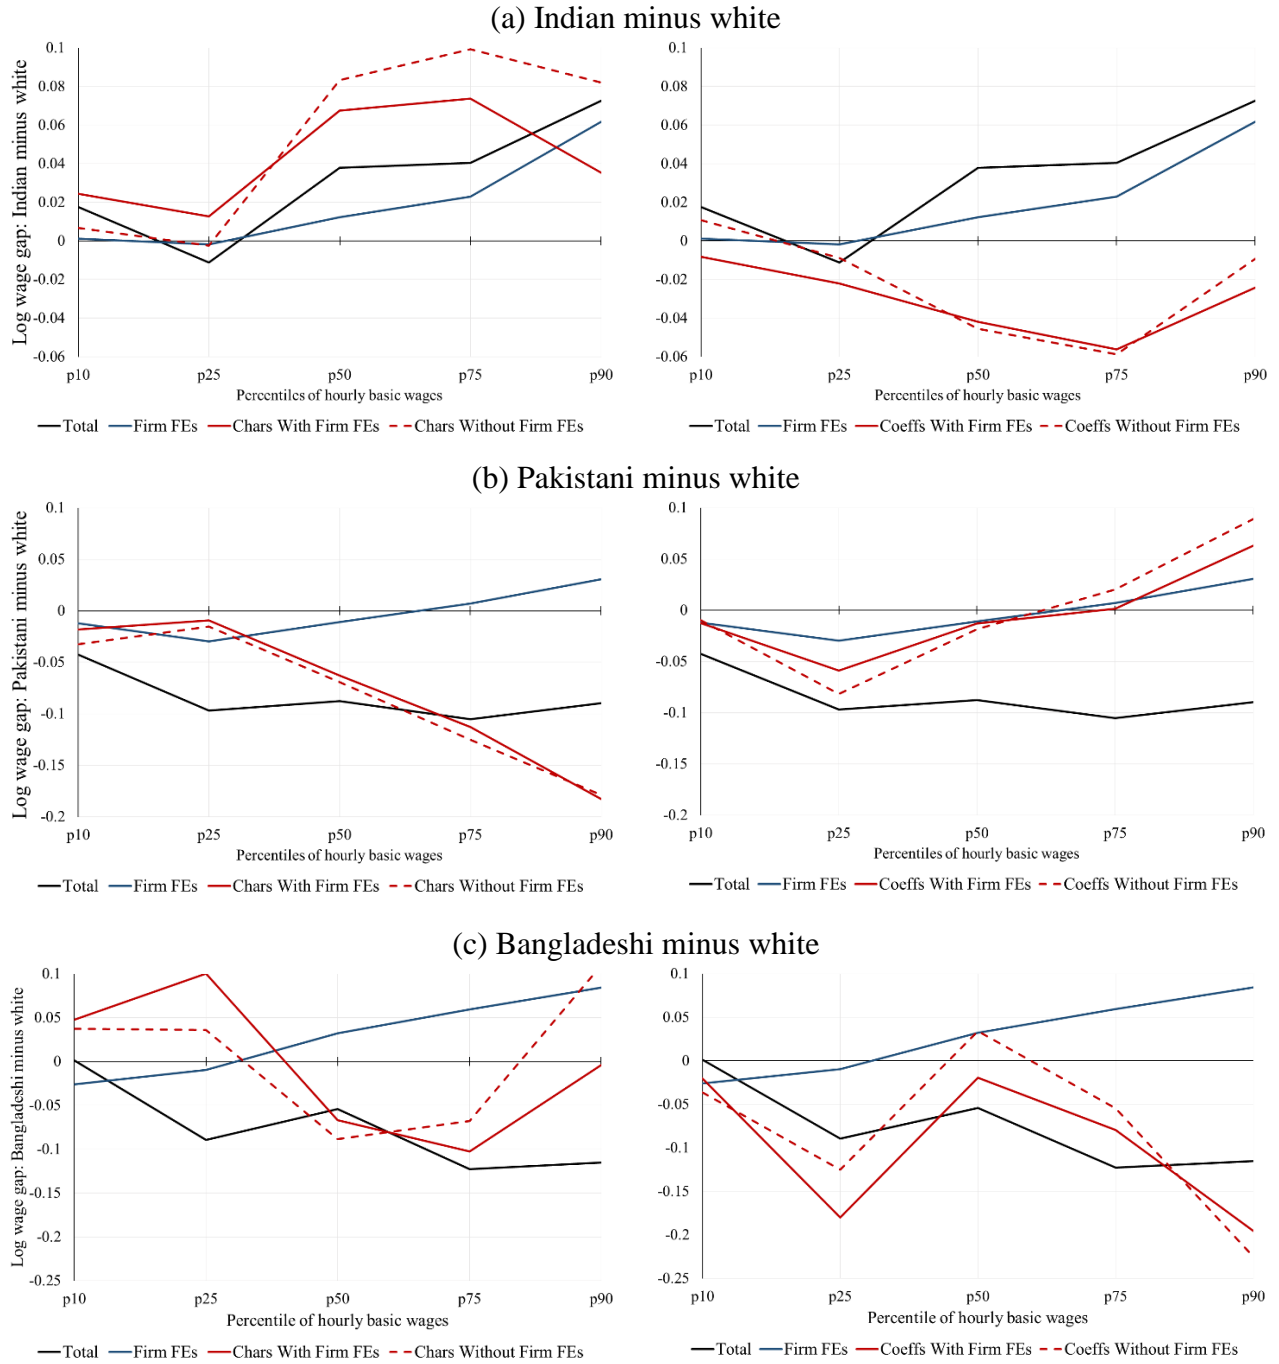 (a) Indian minus white
Log wage gap: Indian minus white
0.1
0.08
0.06
0.04
0.02
0
-0.02
-0.04
-0.06
p10 p25 p50 p75 p90
Percentiles of hourly basic wages
Total Firm FEs Chars With Firm FEs Chars Without Firm FEs
0.1
0.08
0.06
0.04
0.02
0
-0.02
-0.04
-0.06
p10 p25 p50 p75 p90
Percentiles of hourly basic wages
Total Firm FEs Coeffs With Firm FEs Coeffs Without Firm FEs
(b) Pakistani minus white
Log wage gap: Pakistani minus white
0.1
0.05
0
-0.05
-0.1
-0.15
-0.2
p10 p25 p50 p75 p90
Percentiles of hourly basic wages
Total Firm FEs Chars With Firm FEs Chars Without Firm FEs
0.1
0.05
0
-0.05
-0.1
-0.15
-0.2
p10 p25 p50 p75 p90
Percentiles of hourly basic wages
Total Firm FEs Coeffs With Firm FEs Coeffs Without Firm FEs
(c) Bangladeshi minus white
Log wage gap: Bangladeshi minus white
0.1
0.05
0
-0.05
-0.1
-0.15
-0.2
-0.25
p10 p25 p50 p75 p90
Percentile of hourly basic wages
Total Firm FEs Chars With Firm FEs Chars Without Firm FEs
0.1
0.05
0
-0.05
-0.1
-0.15
-0.2
-0.25
p10 p25 p50 p75 p90
Percentile of hourly basic wages
Total Firm FEs Coeffs With Firm FEs Coeffs Without Firm FEs